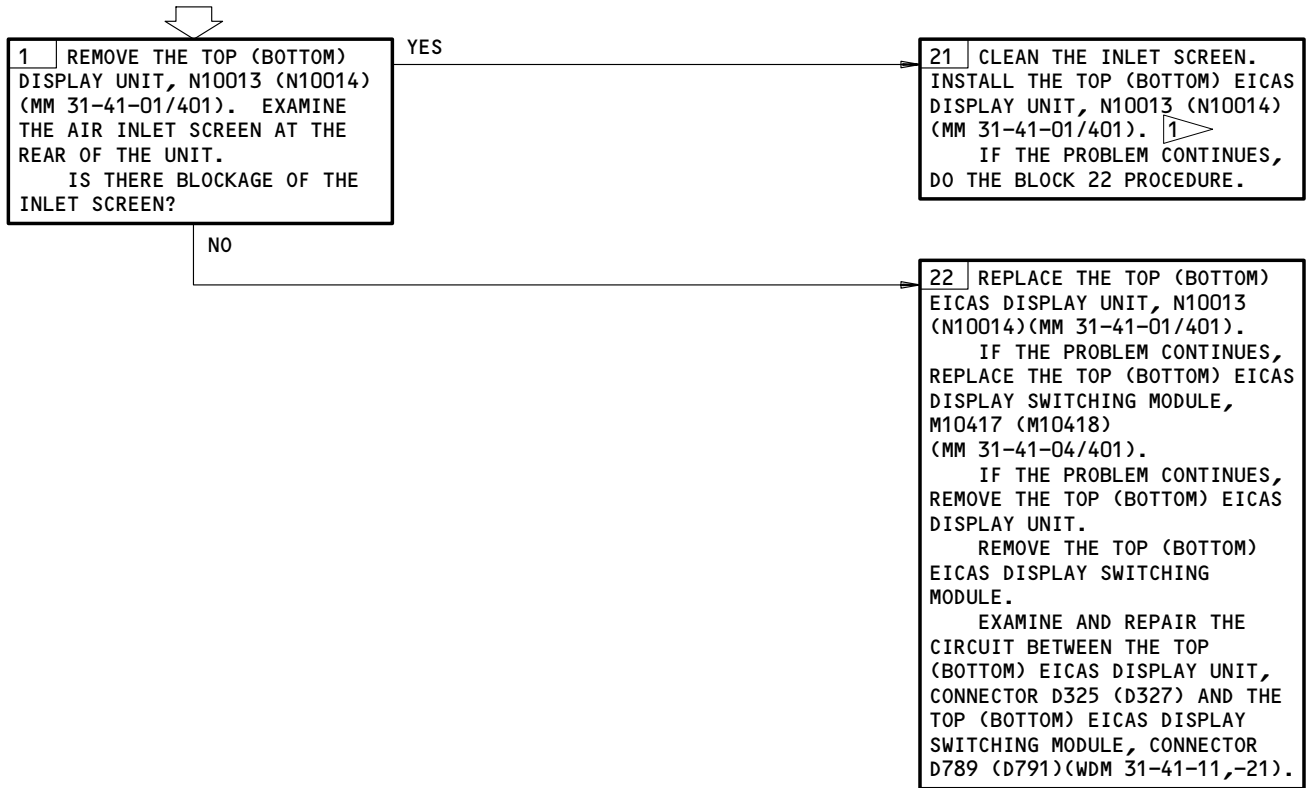 1 REMOVE THE TOP (BOTTOM)
DISPLAY UNIT, N10013 (N10014)
(MM 31-41-01/401). EXAMINE
THE AIR INLET SCREEN AT THE
REAR OF THE UNIT.
IS THERE BLOCKAGE OF THE
INLET SCREEN?
YES
NO
21 CLEAN THE INLET SCREEN.
INSTALL THE TOP (BOTTOM) EICAS
DISPLAY UNIT, N10013 (N10014)
(MM 31-41-01/401). 1
IF THE PROBLEM CONTINUES,
DO THE BLOCK 22 PROCEDURE.
22 REPLACE THE TOP (BOTTOM)
EICAS DISPLAY UNIT, N10013
(N10014)(MM 31-41-01/401).
IF THE PROBLEM CONTINUES,
REPLACE THE TOP (BOTTOM) EICAS
DISPLAY SWITCHING MODULE,
M10417 (M10418)
(MM 31-41-04/401).
IF THE PROBLEM CONTINUES,
REMOVE THE TOP (BOTTOM) EICAS
DISPLAY UNIT.
REMOVE THE TOP (BOTTOM)
EICAS DISPLAY SWITCHING
MODULE.
EXAMINE AND REPAIR THE
CIRCUIT BETWEEN THE TOP
(BOTTOM) EICAS DISPLAY UNIT,
CONNECTOR D325 (D327) AND THE
TOP (BOTTOM) EICAS DISPLAY
SWITCHING MODULE, CONNECTOR
D789 (D791)(WDM 31-41-11,-21).